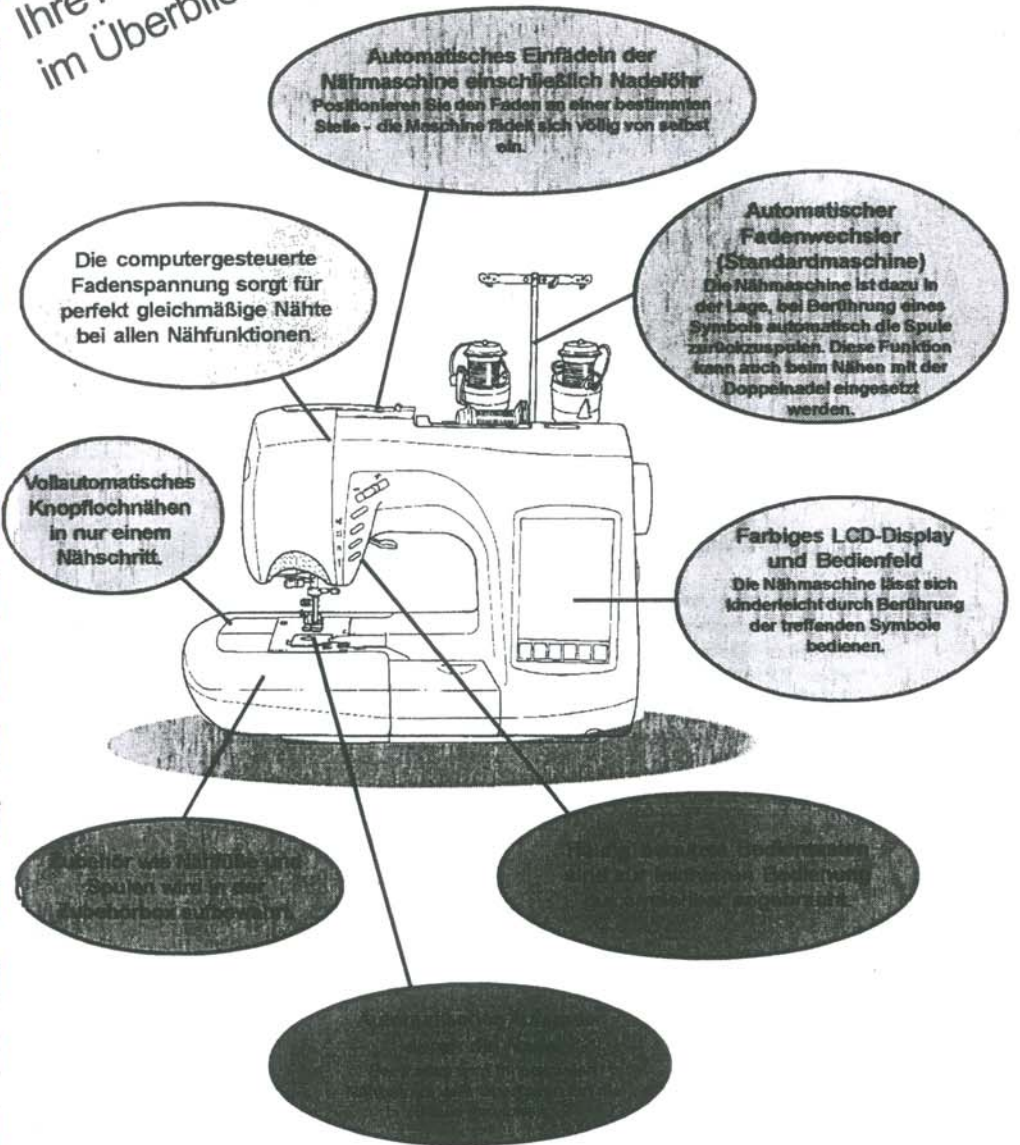 Ihre
im
Automatisches Einfädeln der
Nähmaschine einschließlich Nadelöhr
Positionieren Sie den Faden an einer bestimmten
Stelle - die Maschine fädelt sich völlig von selbst
ein.
Die computergesteuerte
Fadenspannung sorgt für
perfekt gleichmäßige Nähte
bei allen Nähfunktionen.
Automatischer
Fadenwechsler
(Standardmaschine)
Die Nähmaschine ist dazu in
der Lage, bei Berührung eines
Symbols automatisch die Spule
zurückzuspulen. Diese Funktion
kann auch beim Nähen mit der
Doppelnadel eingesetzt
werden.
Vollautomatisches
Knopflochnähen
in nur einem
Nähschritt.
Farbiges LCD-Display
und Bedienfeld
Die Nähmaschine lässt sich
kinderleicht durch Berührung
der treffenden Symbole
bedienen.
Zubehör wie Nähfüße und
Spulen wird in der
Zubehörbox aufbewahrt.
sind zur leichteren Bedienung